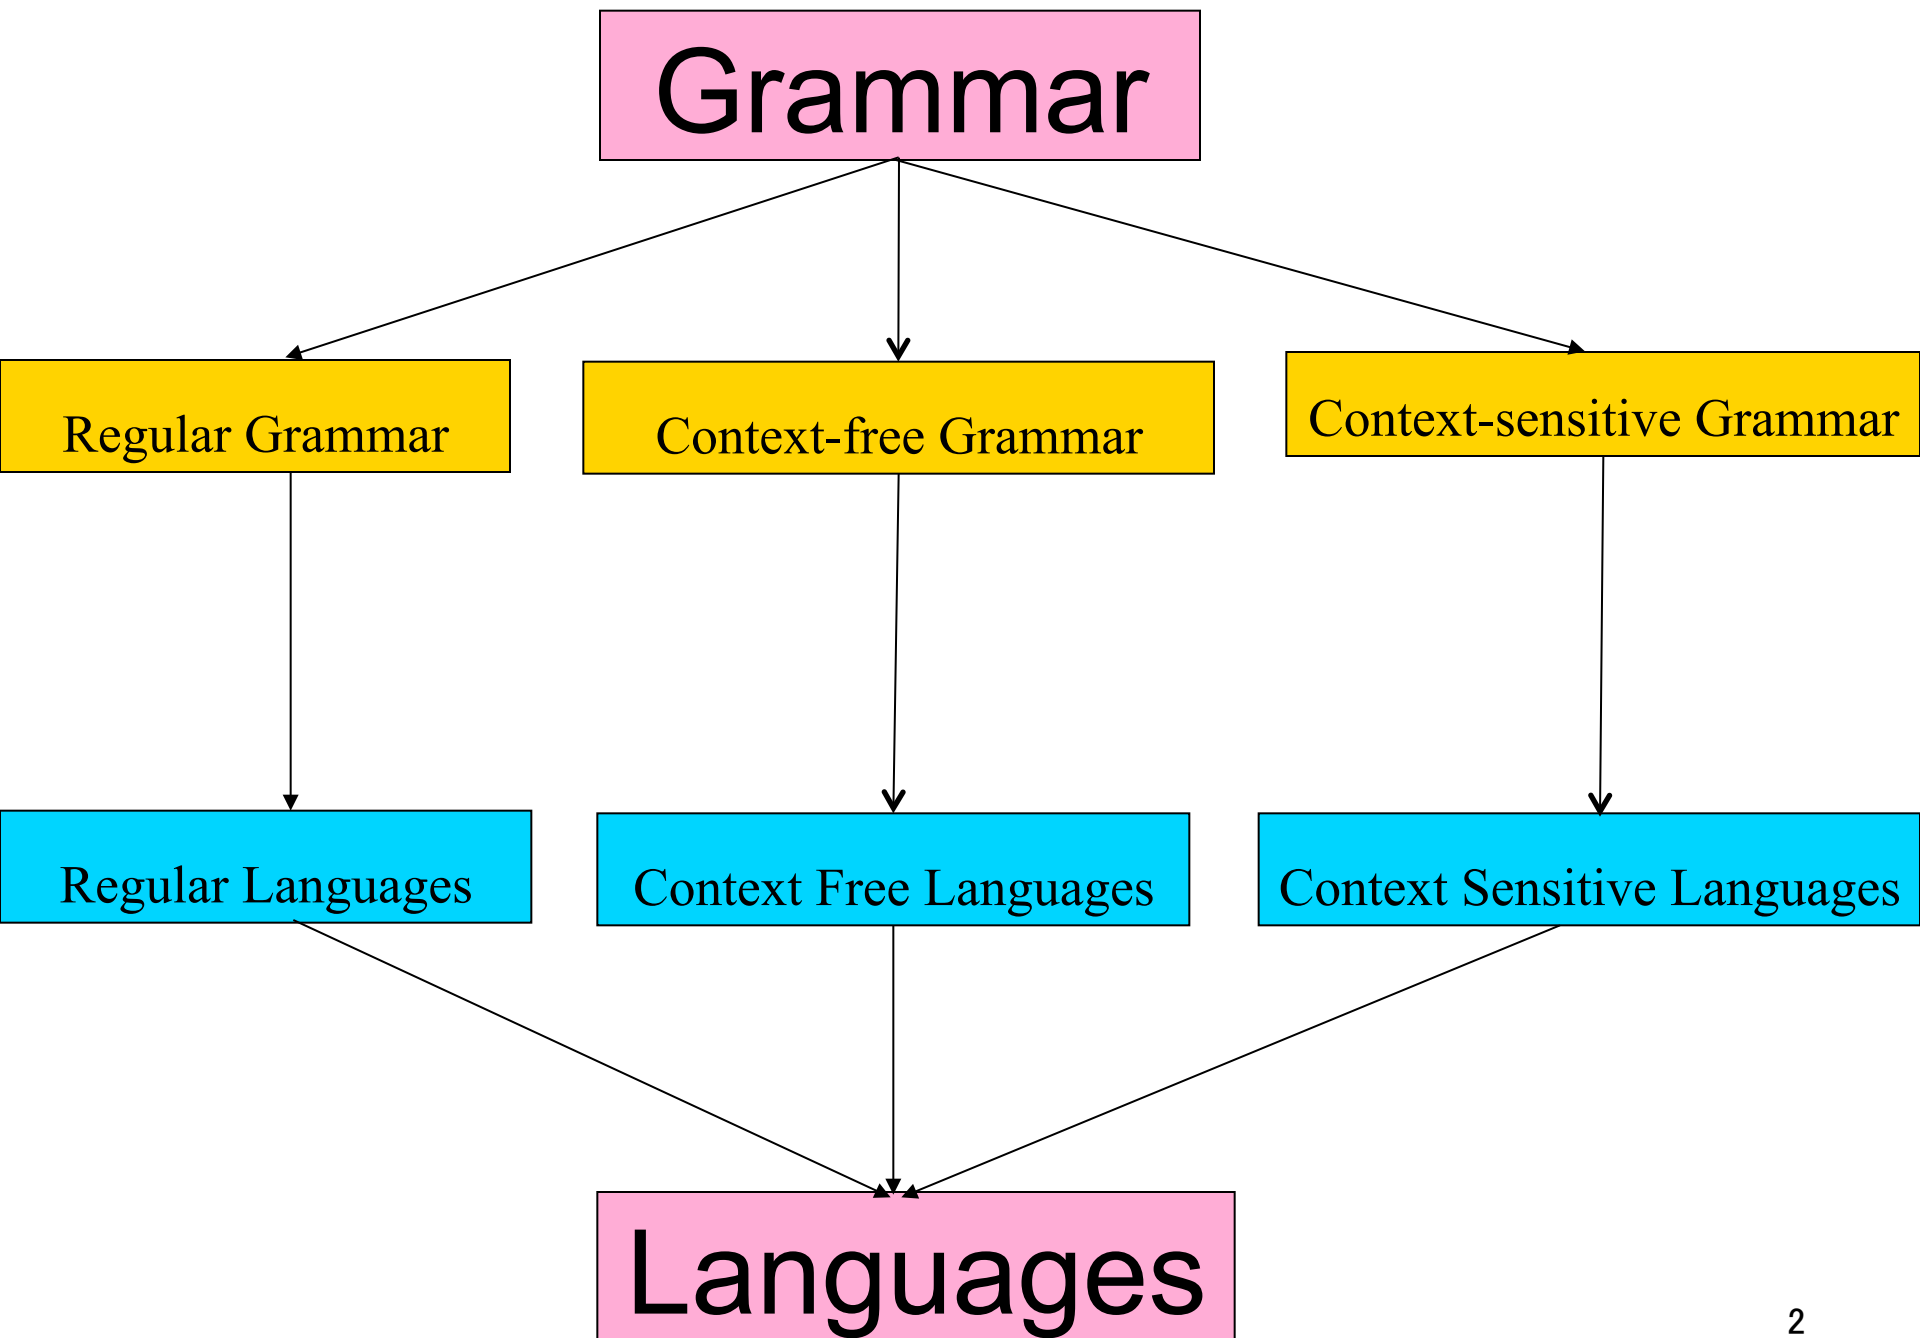 Grammar
Regular Grammar
Context-free Grammar
Context-sensitive Grammar
Regular Languages
Context Free Languages
Context Sensitive Languages
Languages
2